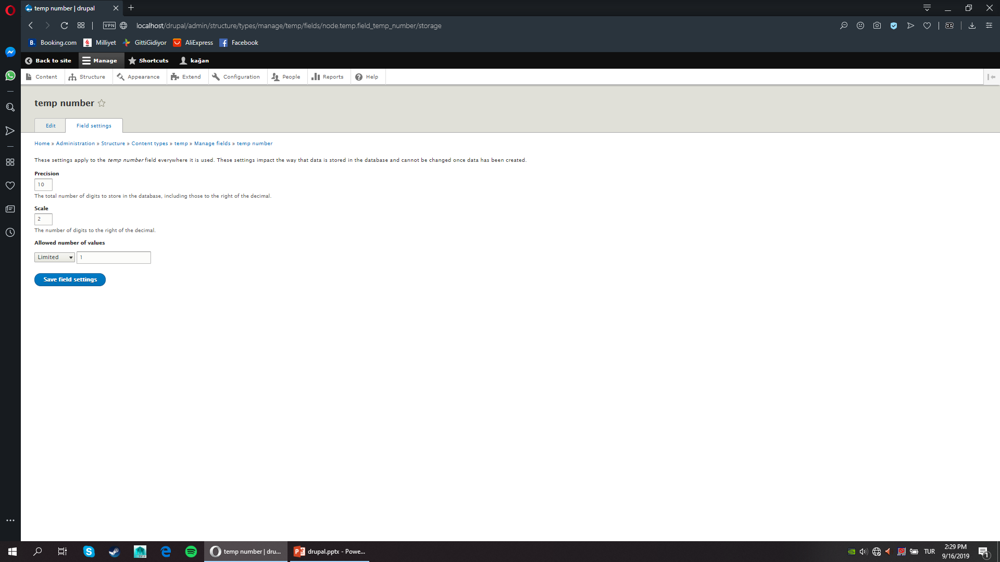 temp number | drupal
VPN
localhost/drupal/admin/structure/types/manage/temp/fields/node.temp.field_temp_number/storage
B. Booking.com Milliyet GittiGidiyor AliExpress Facebook
Back to site Manage Shortcuts kağan
Content Structure Appearance Extend Configuration People Reports Help
temp number
Edit Field settings
Home » Administration » Structure » Content types » temp » Manage fields » temp number
These settings apply to the temp number field everywhere it is used. These settings impact the way that data is stored in the database and cannot be changed once data has been created.
Precision
10
The total number of digits to store in the database, including those to the right of the decimal.
Scale
2
The number of digits to the right of the decimal.
Allowed number of values
Limited 1
Save field settings
temp number | dru... drupal.pptx - Powe... TUR
2:29 PM
9/16/2019
1